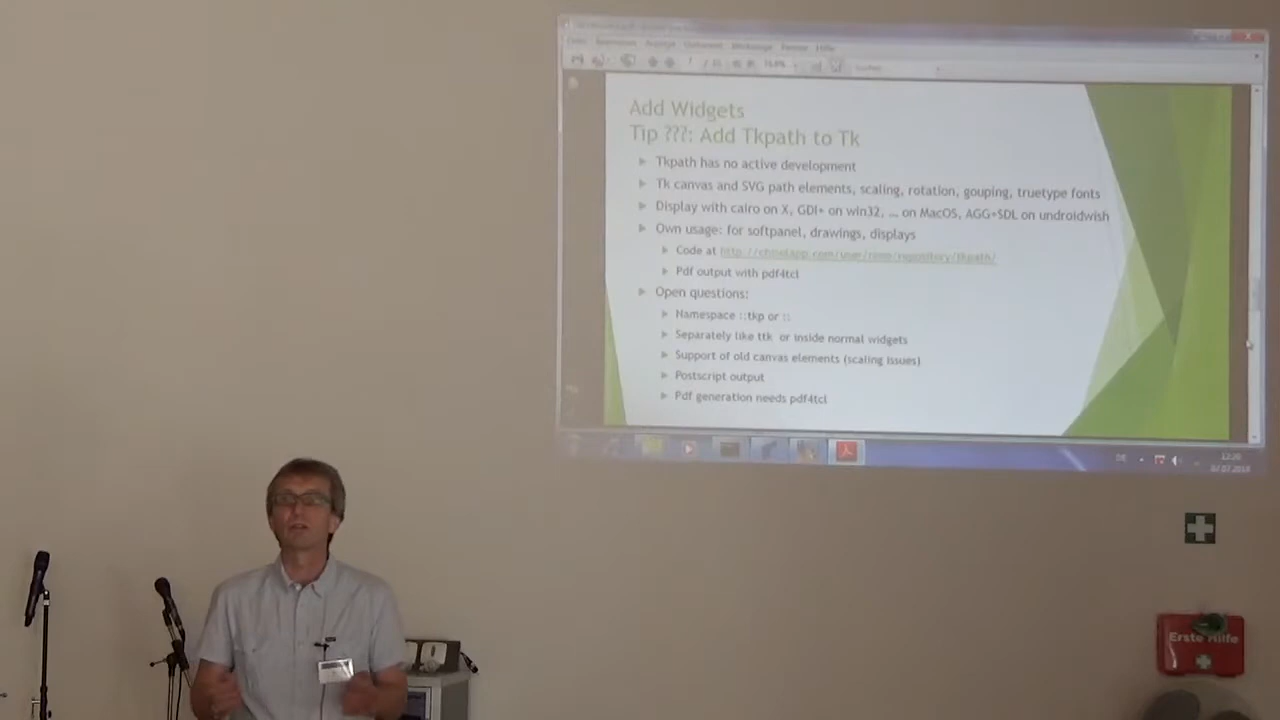 Add Widgets
Tip ???: Add Tkpath to Tk
Tkpath has no active development
Tk canvas and SVG path elements, scaling, rotation, gouping, truetype fonts
Display with cairo on X, GDI+ on win32, ... on MacOS, AGG+SDL on undroidwish
Own usage: for softpanel, drawings, displays
Code at
Pdf output with pdf4tcl
Open questions:
Namespace ::tkp or ::
Separately like ttk or inside normal widgets
Support of old canvas elements (scaling issues)
Postscript output
Pdf generation needs pdf4tcl
DE
12:20
Erste Hilfe